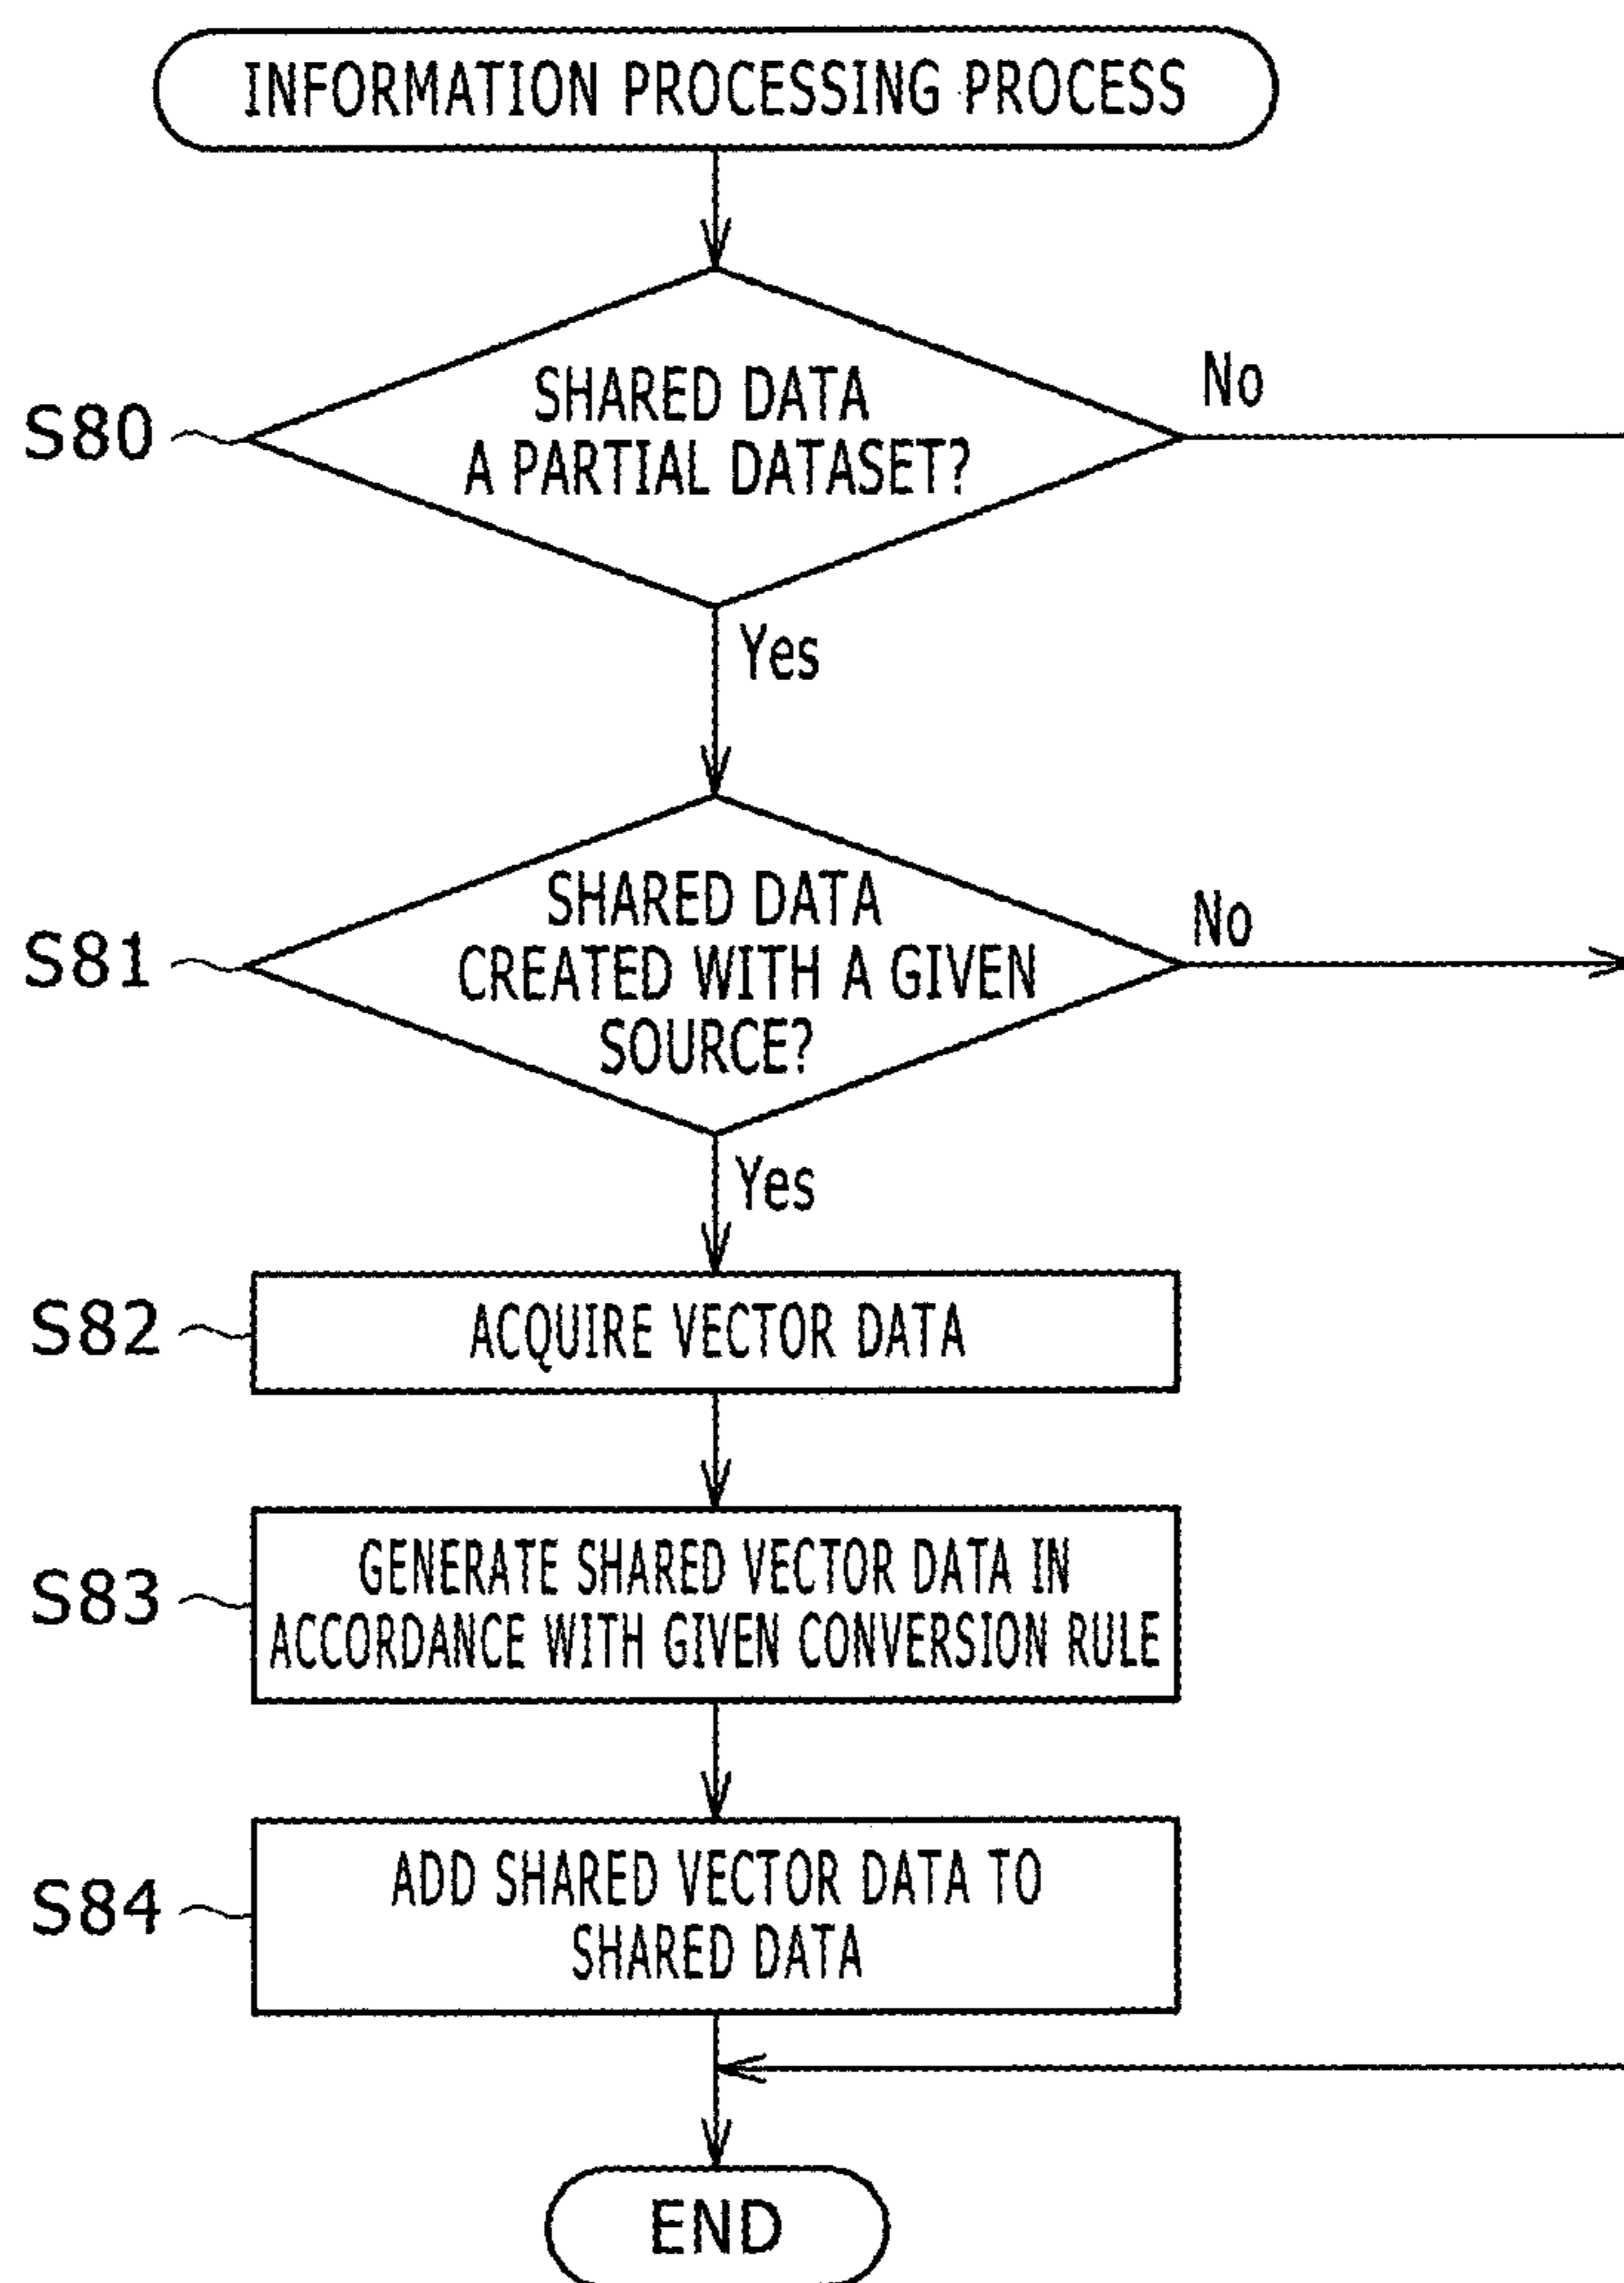 INFORMATION PROCESSING PROCESS
S80
SHARED DATA
A PARTIAL DATASET?
No
Yes
S81
SHARED DATA
CREATED WITH A GIVEN
SOURCE?
No
Yes
S82
ACQUIRE VECTOR DATA
S83
GENERATE SHARED VECTOR DATA IN
ACCORDANCE WITH GIVEN CONVERSION RULE
S84
ADD SHARED VECTOR DATA TO
SHARED DATA
END